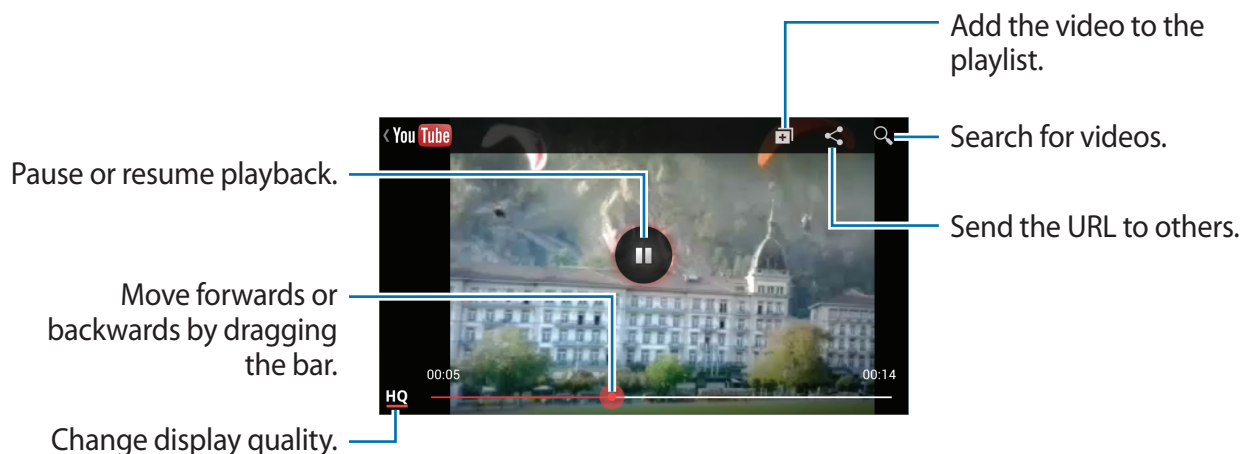 Add the video to the
playlist.
You Tube
Search for videos.
Pause or resume playback.
Send the URL to others.
Move forwards or
backwards by dragging
the bar.
00:05
00:14
HQ
Change display quality.